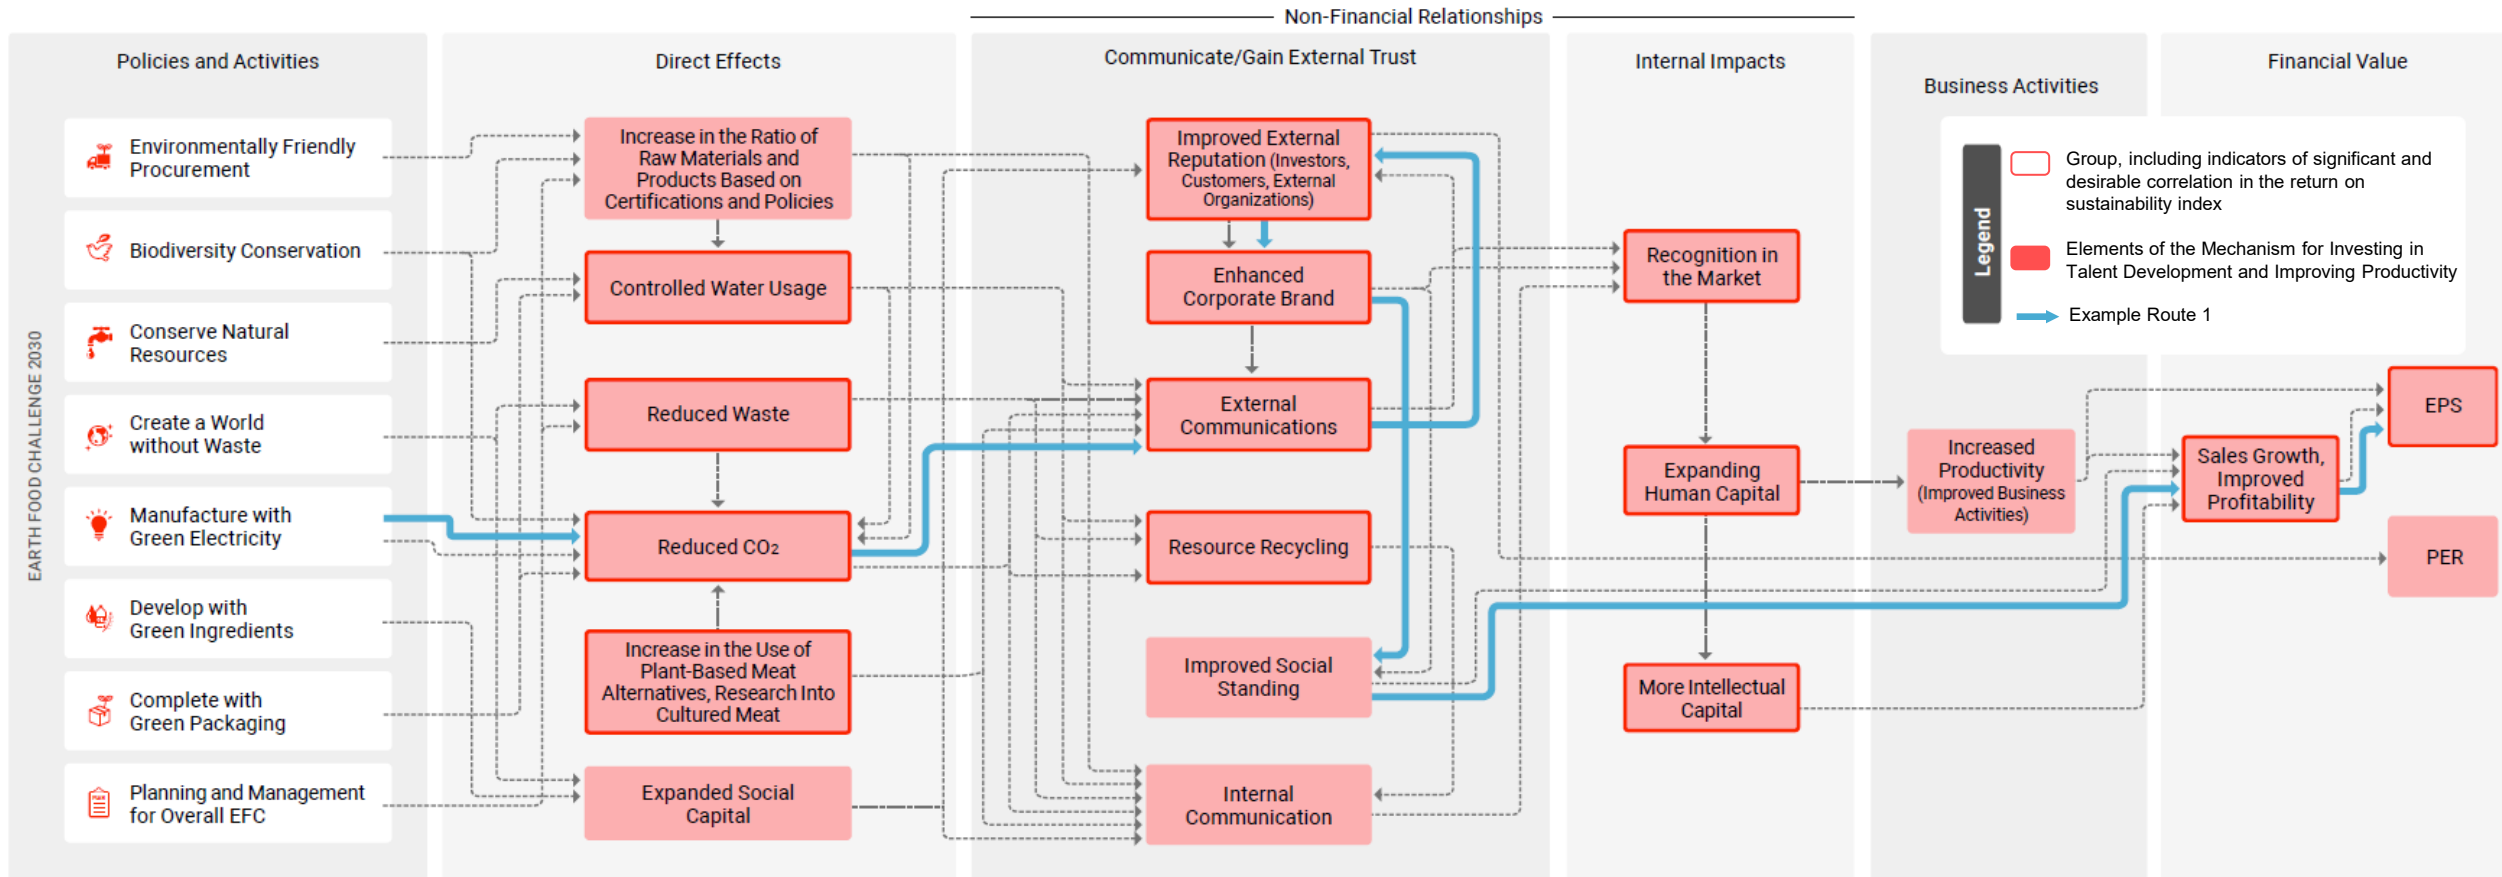 Non-Financial Relationships
Policies and Activities
Direct Effects
Communicate/Gain External Trust
Internal Impacts
Business Activities
Financial Value
EARTH FOOD CHALLENGE 2030
Environmentally Friendly
Procurement
Biodiversity Conservation
Conserve Natural
Resources
Create a World
without Waste
Manufacture with
Green Electricity
Develop with
Green Ingredients
Complete with
Green Packaging
Planning and Management
for Overall EFC
Increase in the Ratio of
Raw Materials and
Products Based on
Certifications and Policies
Controlled Water Usage
Reduced Waste
Reduced CO₂
Increase in the Use of
Plant-Based Meat
Alternatives, Research Into
Cultured Meat
Expanded Social
Capital
Improved External
Reputation (Investors,
Customers, External
Organizations)
Enhanced
Corporate Brand
External
Communications
Resource Recycling
Improved Social
Standing
Internal
Communication
Recognition in
the Market
Expanding
Human Capital
More Intellectual
Capital
Increased
Productivity
(Improved Business
Activities)
Sales Growth,
Improved
Profitability
EPS
PER
Legend
Group, including indicators of significant and
desirable correlation in the return on
sustainability index
Elements of the Mechanism for Investing in
Talent Development and Improving Productivity
Example Route 1